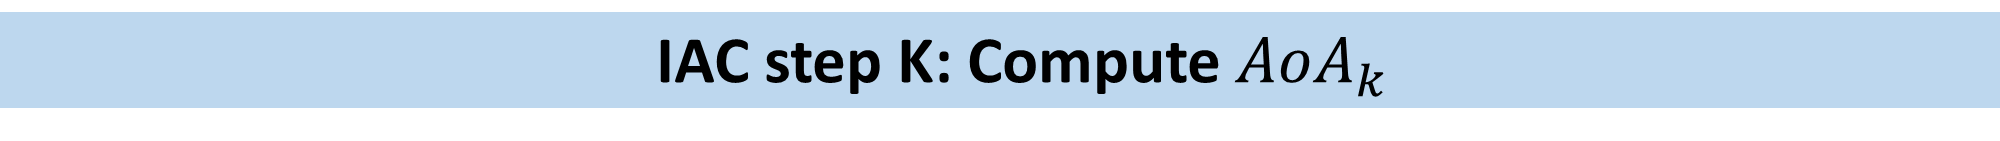 IAC step K: Compute $AoA_k$